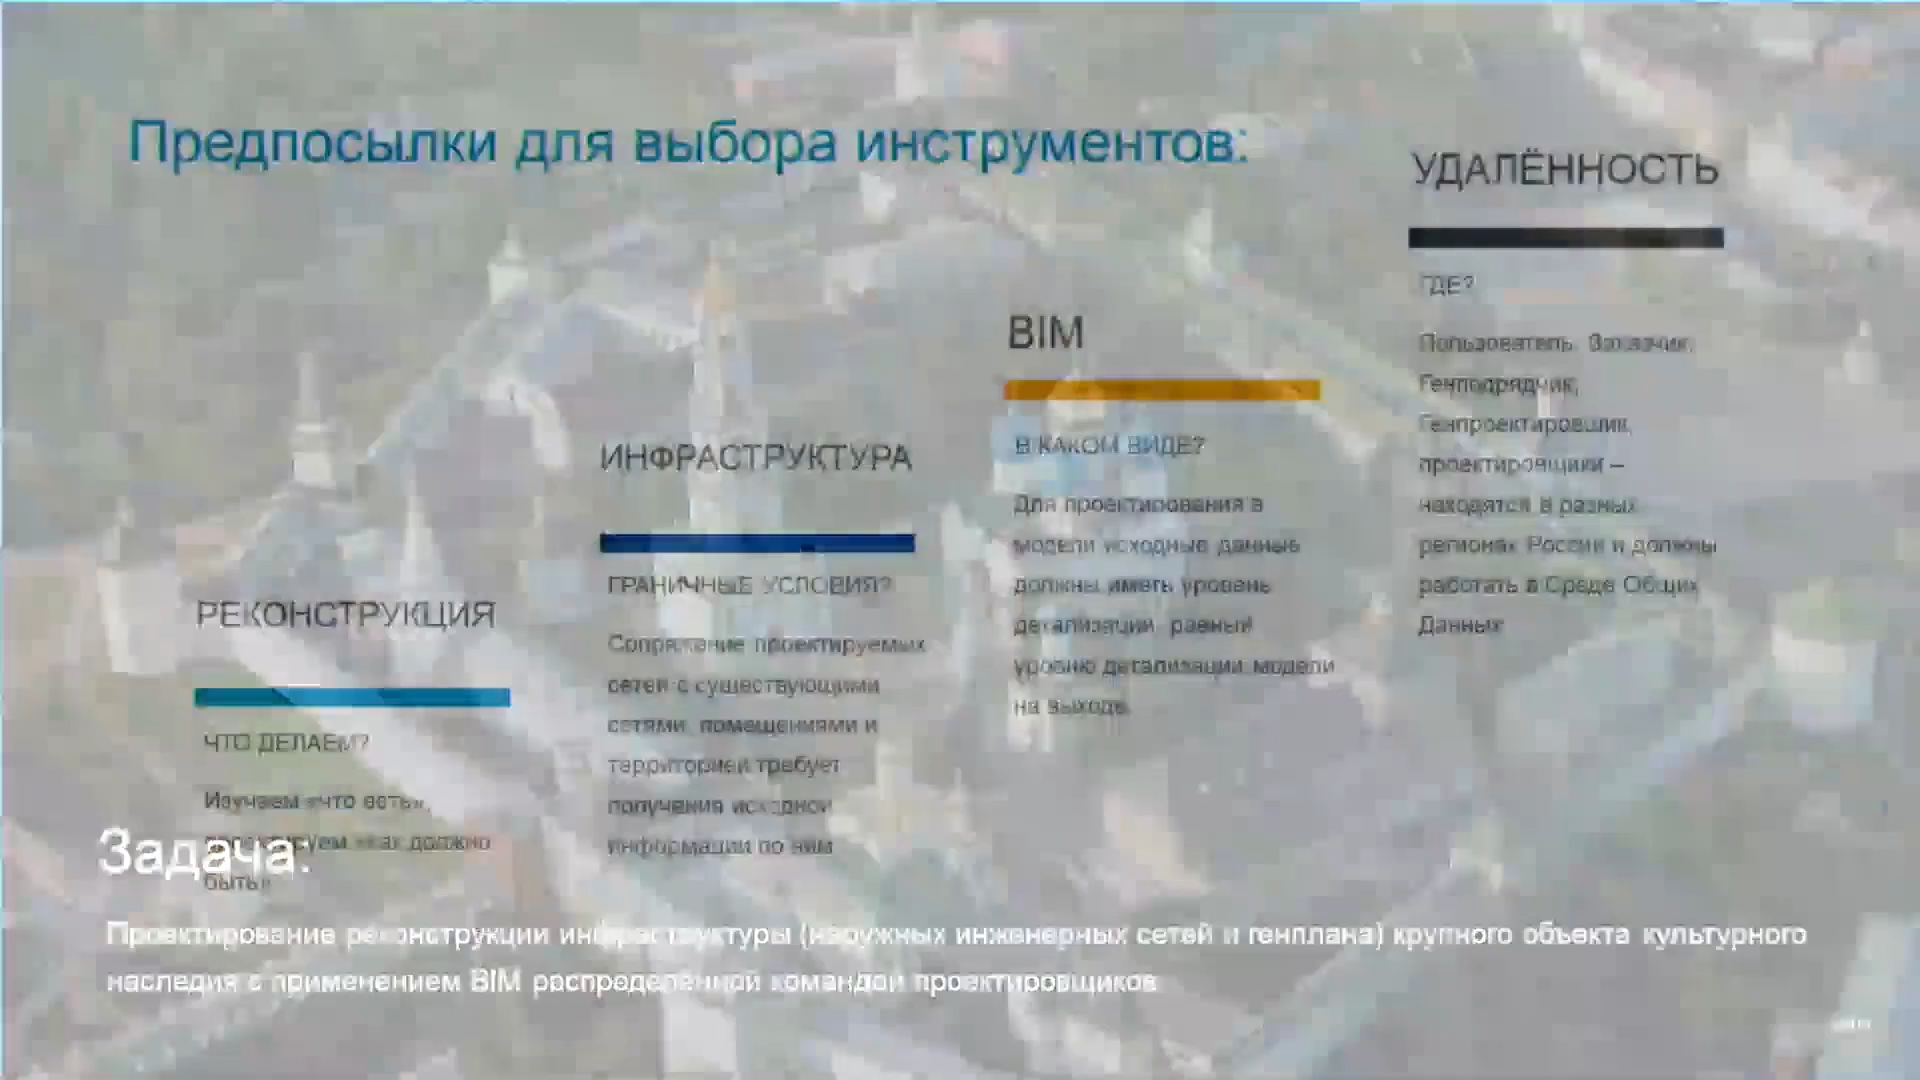 Предпосылки для выбора инструментов:
УДАЛЁННОСТЬ
ГДЕ?
Пользователь, Заказчик,
Генподрядчик,
Генпроектировщик,
проектировщики –
находятся в разных
регионах России и должны
работать в Среде Общих
Данных
BIM
В КАКОМ ВИДЕ?
Для проектирования в
модели исходные данные
должны иметь уровень
детализации, равный
уровню детализации модели
на выходе.
ИНФРАСТРУКТУРА
ГРАНИЧНЫЕ УСЛОВИЯ?
Сопряжение проектируемых
сетей с существующими
сетями, помещениями и
территорией требует
получения исходной
информации по ним
РЕКОНСТРУКЦИЯ
ЧТО ДЕЛАЕМ?
Изучаем «что есть»,
проектируем «как должно
быть»
Задача:
Проектирование реконструкции инфраструктуры (наружных инженерных сетей и генплана) крупного объекта культурного
наследия с применением BIM распределенной командой проектировщиков